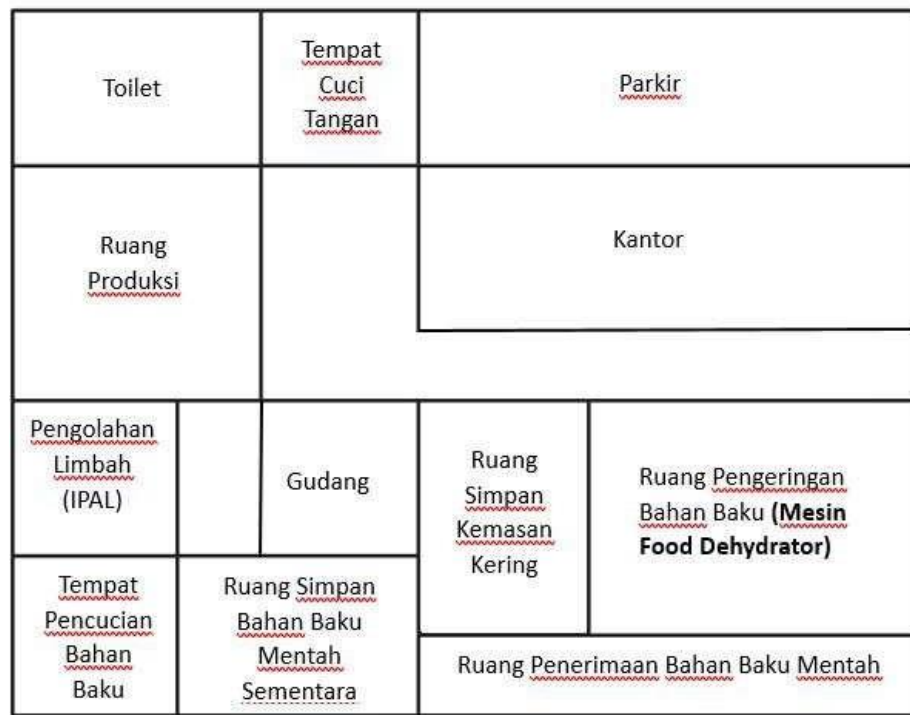 Toilet
Tempat
Cuci
Tangan
Parkir
Ruang
Produksi
Kantor
Pengolahan
Limbah
(IPAL)
Gudang
Ruang
Simpan
Kemasan
Kering
Ruang Pengeringan
Bahan Baku (Mesin
Food Dehydrator)
Tempat
Pencucian
Bahan
Baku
Ruang Simpan
Bahan Baku
Mentah
Sementara
Ruang Penerimaan Bahan Baku Mentah